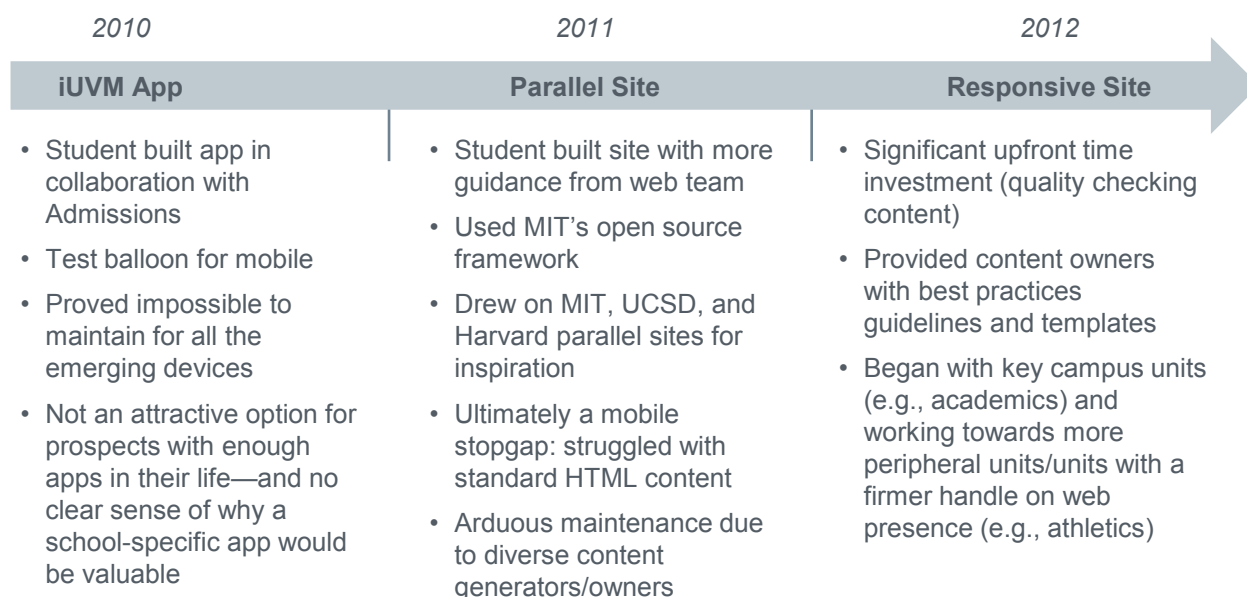 2010
2011
2012
iUVM App
Parallel Site
Responsive Site
• Student built app in
collaboration with
Admissions
• Test balloon for mobile
• Proved impossible to
maintain for all the
emerging devices
• Not an attractive option for
prospects with enough
apps in their life—and no
clear sense of why a
school-specific app would
be valuable
• Student built site with more
guidance from web team
• Used MIT’s open source
framework
• Drew on MIT, UCSD, and
Harvard parallel sites for
inspiration
• Ultimately a mobile
stopgap: struggled with
standard HTML content
• Arduous maintenance due
to diverse content
generators/owners
• Significant upfront time
investment (quality checking
content)
• Provided content owners
with best practices
guidelines and templates
• Began with key campus units
(e.g., academics) and
working towards more
peripheral units/units with a
firmer handle on web
presence (e.g., athletics)